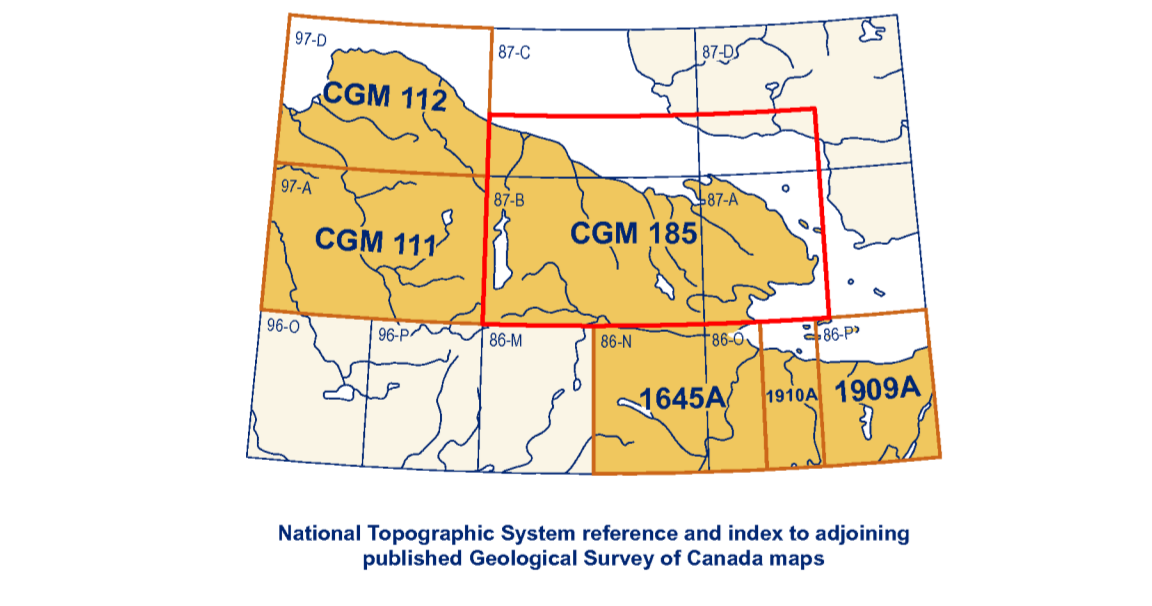 97-D
87-C
87-D
CGM 112
97-A
87-B
87-A
CGM 111
CGM 185
96-O
96-P
86-M
86-N
86-O
86-P
1645A
1910A
1909A
National Topographic System reference and index to adjoining
published Geological Survey of Canada maps